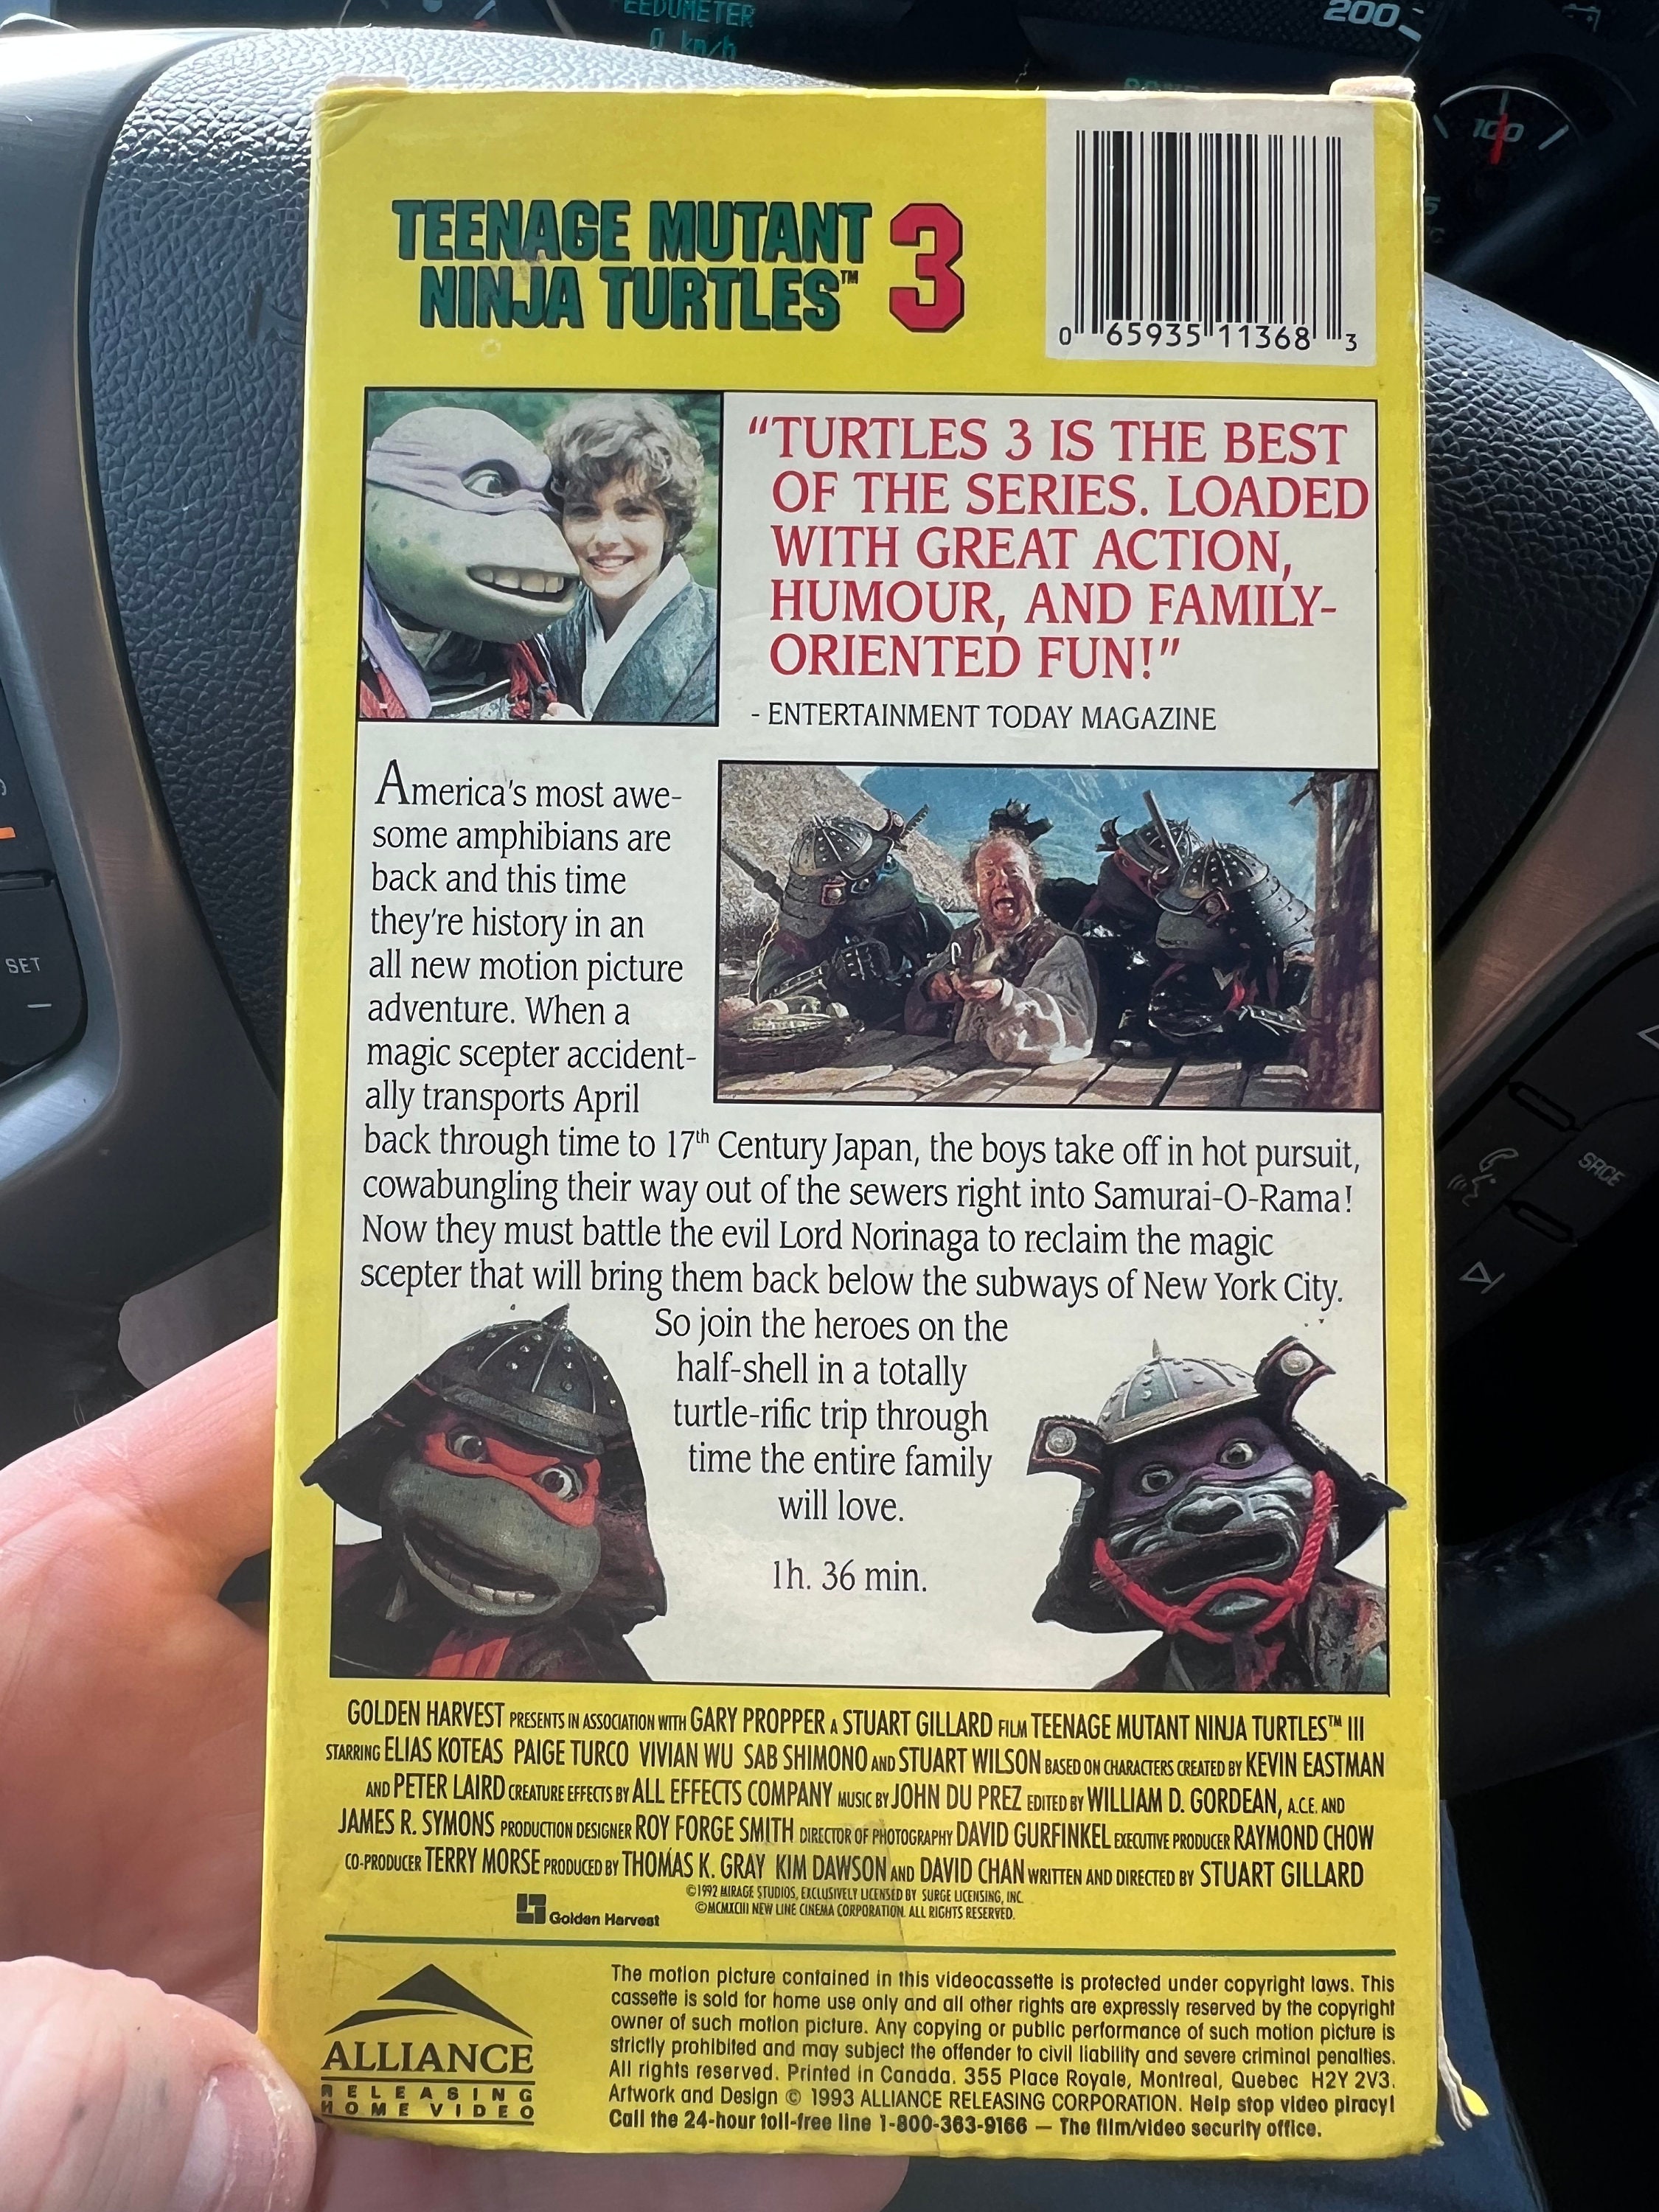 EEDOMETER
0 km/h
200
100
TEENAGE MUTANT
NINJA TURTLES™ 3
0 65935 11368 3
“TURTLES 3 IS THE BEST
OF THE SERIES. LOADED
WITH GREAT ACTION,
HUMOUR, AND FAMILY-
ORIENTED FUN!”
- ENTERTAINMENT TODAY MAGAZINE
America's most awe-
some amphibians are
back and this time
they're history in an
all new motion picture
adventure. When a
magic scepter accident-
ally transports April
back through time to 17th Century Japan, the boys take off in hot pursuit,
cowabungling their way out of the sewers right into Samurai-O-Rama!
Now they must battle the evil Lord Norinaga to reclaim the magic
scepter that will bring them back below the subways of New York City.
So join the heroes on the
half-shell in a totally
turtle-rific trip through
time the entire family
will love.
1h. 36 min.
GOLDEN HARVEST PRESENTS IN ASSOCIATION WITH GARY PROPPER A STUART GILLARD FILM TEENAGE MUTANT NINJA TURTLES™ III
STARRING ELIAS KOTEAS PAIGE TURCO VIVIAN WU SAB SHIMONO AND STUART WILSON BASED ON CHARACTERS CREATED BY KEVIN EASTMAN
AND PETER LAIRD CREATURE EFFECTS BY ALL EFFECTS COMPANY MUSIC BY JOHN DU PREZ EDITED BY WILLIAM D. GORDEAN, A.C.E. AND
JAMES R. SYMONS PRODUCTION DESIGNER ROY FORGE SMITH DIRECTOR OF PHOTOGRAPHY DAVID GURFINKEL EXECUTIVE PRODUCER RAYMOND CHOW
CO-PRODUCER TERRY MORSE PRODUCED BY THOMAS K. GRAY KIM DAWSON AND DAVID CHAN WRITTEN AND DIRECTED BY STUART GILLARD
©1992 MIRAGE STUDIOS, EXCLUSIVELY LICENSED BY SURGE LICENSING, INC.
©MCMXCIII NEW LINE CINEMA CORPORATION. ALL RIGHTS RESERVED.
Golden Harvest
ALLIANCE
RELEASING
HOME VIDEO
The motion picture contained in this videocassette is protected under copyright laws. This
cassette is sold for home use only and all other rights are expressly reserved by the copyright
owner of such motion picture. Any copying or public performance of such motion picture is
strictly prohibited and may subject the offender to civil liability and severe criminal penalties.
All rights reserved. Printed in Canada. 355 Place Royale, Montreal, Quebec H2Y 2V3.
Artwork and Design © 1993 ALLIANCE RELEASING CORPORATION. Help stop video piracy!
Call the 24-hour toll-free line 1-800-363-9166 — The film/video security office.
SET
SRCE